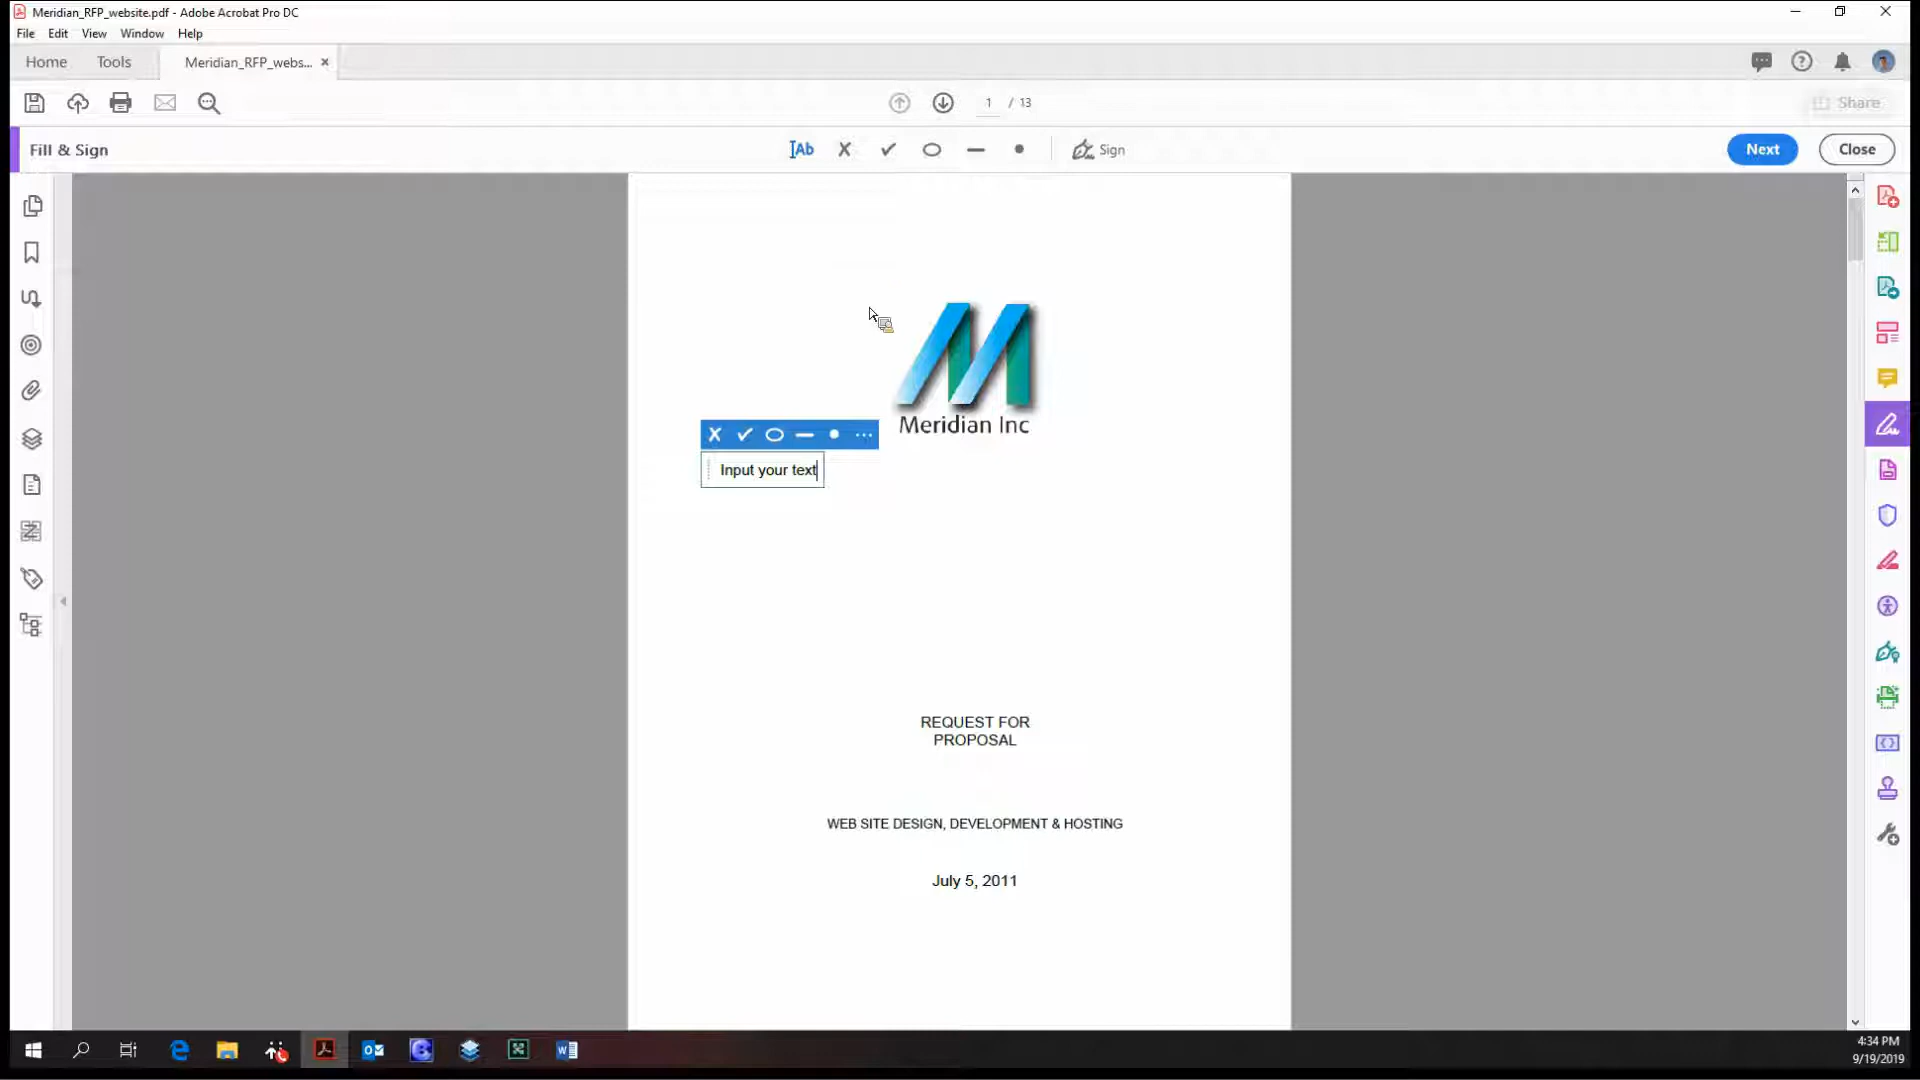 Meridian_RFP_website.pdf - Adobe Acrobat Pro DC
File Edit View Window Help
Home Tools Meridian_RFP_webs... ×
1 / 13
Share
Fill & Sign
Ab
Sign
Next
Close
Meridian Inc
Input your text
REQUEST FOR
PROPOSAL
WEB SITE DESIGN, DEVELOPMENT & HOSTING
July 5, 2011
4:34 PM
9/19/2019